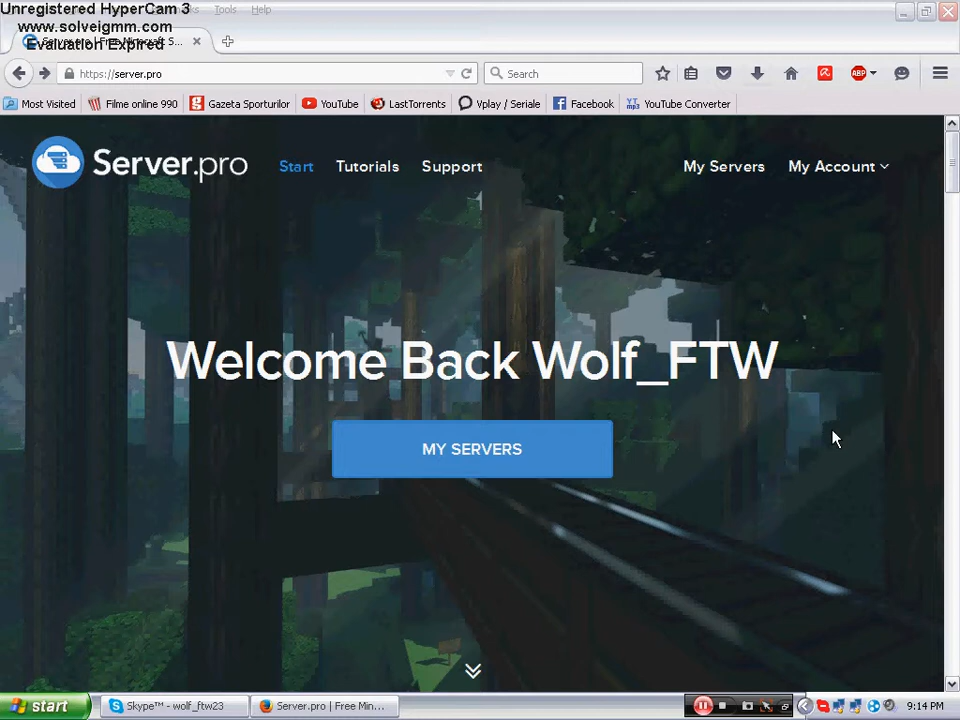 Unregistered HyperCam 3
www.solveigmm.com
Evaluation Expired
Tools Help
https://server.pro
Search
Most Visited Filme online 990 Gazeta Sporturilor YouTube LastTorrents Vplay / Seriale Facebook YouTube Converter
Server.pro Start Tutorials Support My Servers My Account
Welcome Back Wolf_FTW
MY SERVERS
start Skype™ - wolf_ftw23 Server.pro | Free Min... 9:14 PM